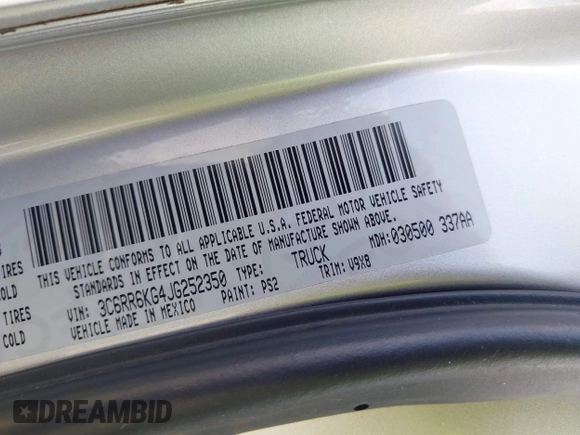 THIS VEHICLE CONFORMS TO ALL APPLICABLE U.S.A. FEDERAL MOTOR VEHICLE SAFETY
STANDARDS IN EFFECT ON THE DATE OF MANUFACTURE SHOWN ABOVE.
VIN: 3C6RR6KG4JG252350 TYPE: TRUCK MDH: 030500 337AA
VEHICLE MADE IN MEXICO PAINT: PS2 TRIM: V9X8
TIRES
COLD
TIRES
COLD
DREAMBID